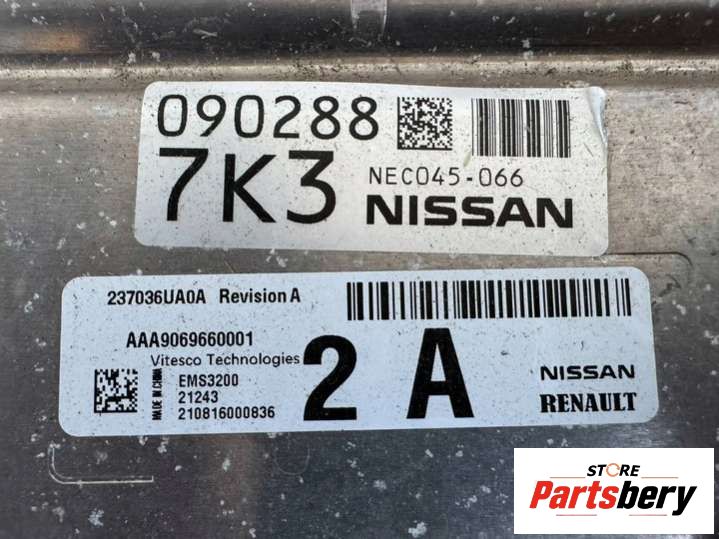 090288
7K3
NEC045-066
NISSAN
237036UA0A Revision A
AAA9069660001
Vitesco Technologies
MADE IN CHINA
EMS3200
21243
210816000836
2 A
NISSAN
RENAULT
STORE
Partsbery